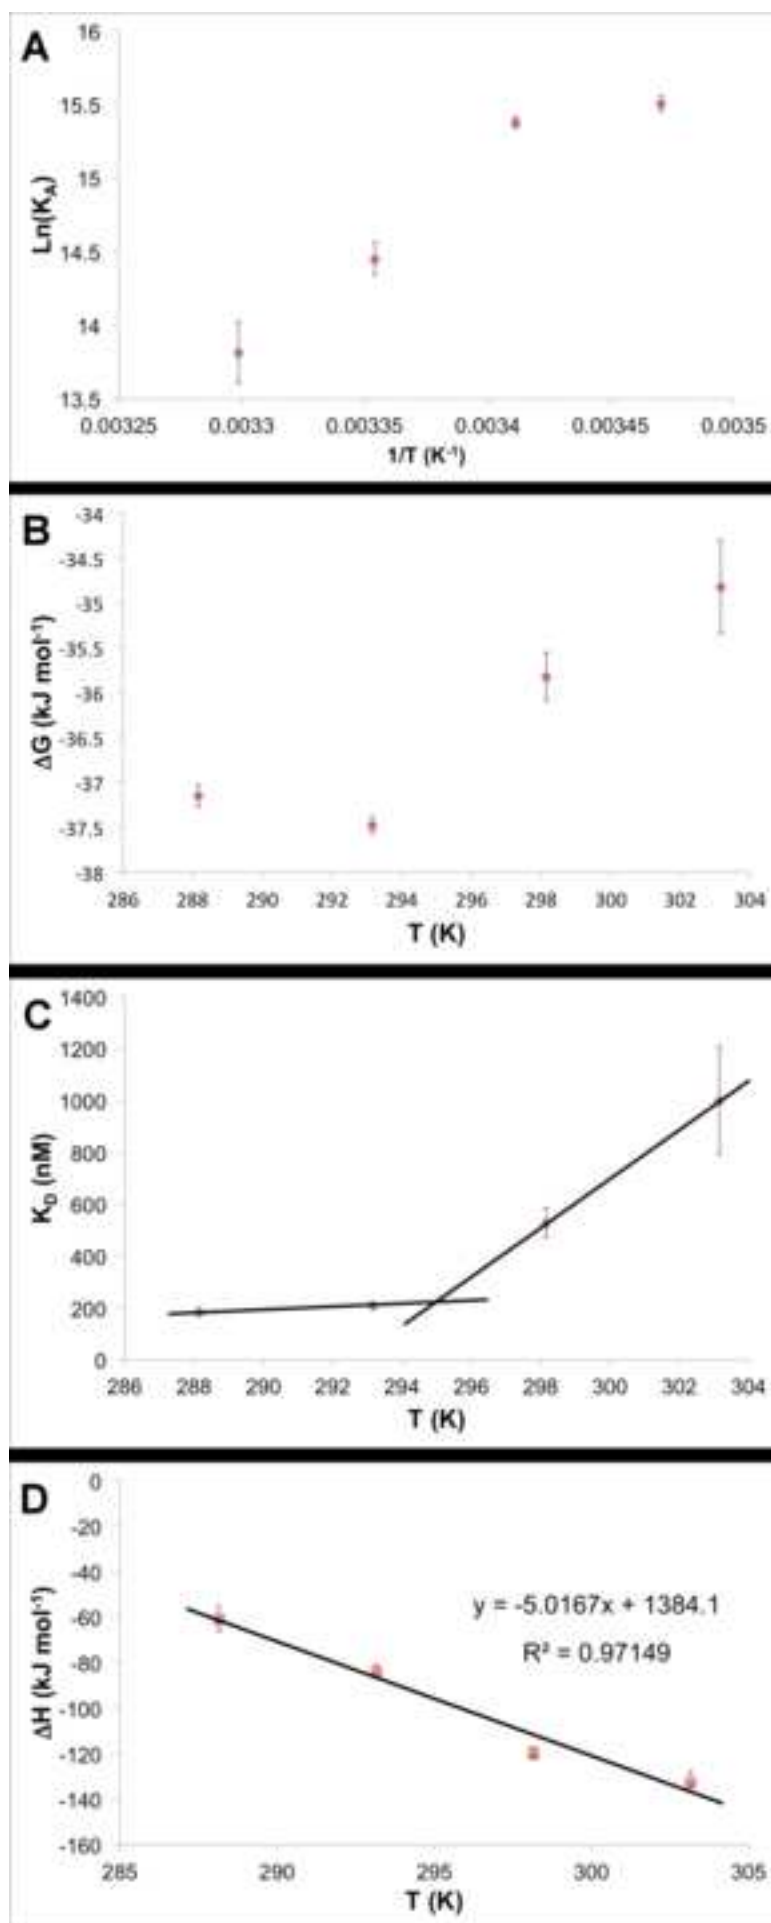 A
16
15.5
15
14.5
14
13.5
Ln(K_A)
0.00325 0.0033 0.00335 0.0034 0.00345 0.0035
1/T (K⁻¹)
B
-34
-34.5
-35
-35.5
-36
-36.5
-37
-37.5
-38
ΔG (kJ mol⁻¹)
286 288 290 292 294 296 298 300 302 304
T (K)
C
1400
1200
1000
800
600
400
200
0
K_D (nM)
286 288 290 292 294 296 298 300 302 304
T (K)
D
0
-20
-40
-60
-80
-100
-120
-140
-160
ΔH (kJ mol⁻¹)
y = -5.0167x + 1384.1
R² = 0.97149
285 290 295 300 305
T (K)